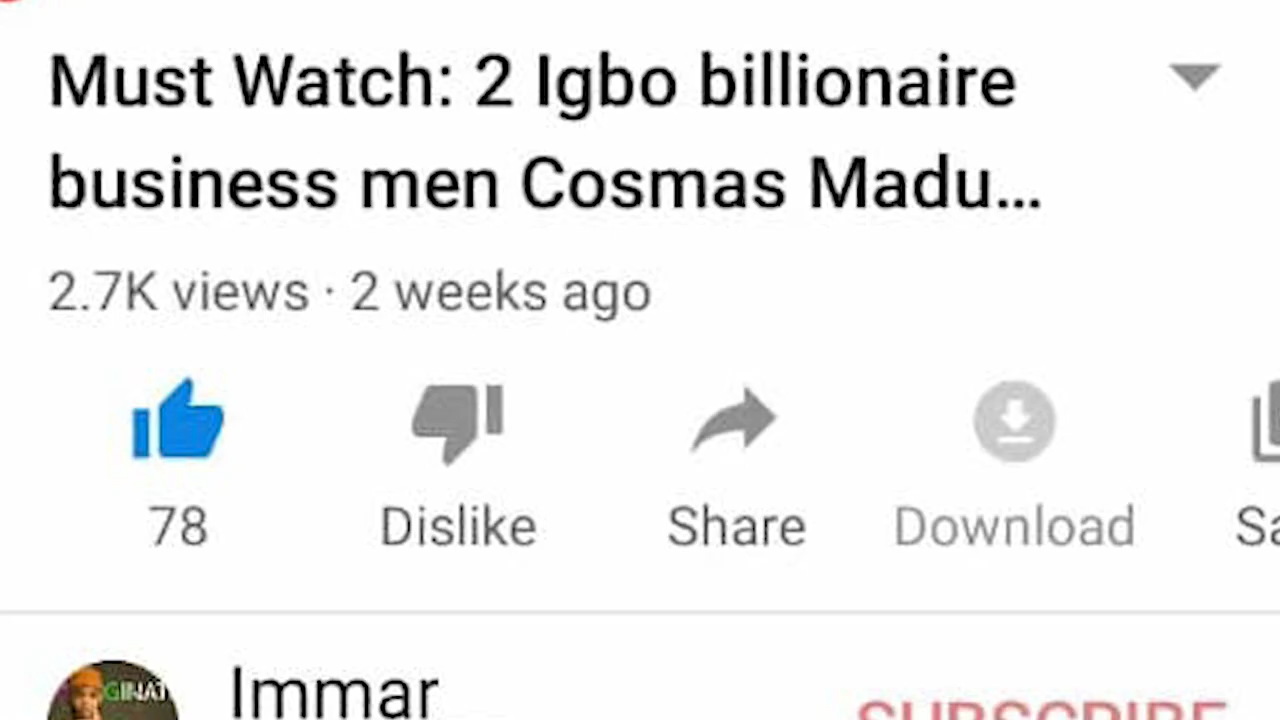 Must Watch: 2 Igbo billionaire
business men Cosmas Madu...
2.7K views · 2 weeks ago
78 Dislike Share Download Sa
GINAT
Immar
SUBSCRIBE